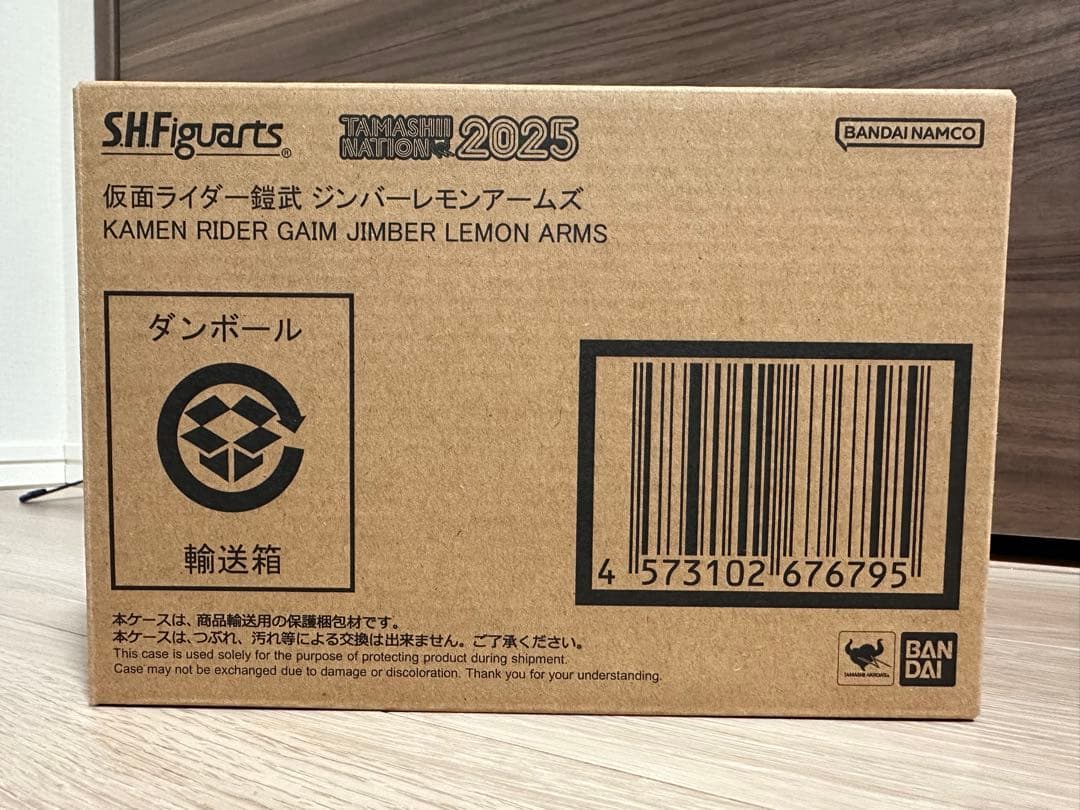 S.H.Figuarts® TAMASHII NATION 2025 BANDAI NAMCO
仮面ライダー鎧武 ジンバーレモンアームズ
KAMEN RIDER GAIM JIMBER LEMON ARMS
ダンボール
輸送箱
4 573102 676795
本ケースは、商品輸送用の保護梱包材です。
本ケースは、つぶれ、汚れ等による交換は出来ません。ご了承ください。
This case is used solely for the purpose of protecting product during shipment.
Case may not be exchanged due to damage or discoloration. Thank you for your understanding.
BAN
DAI